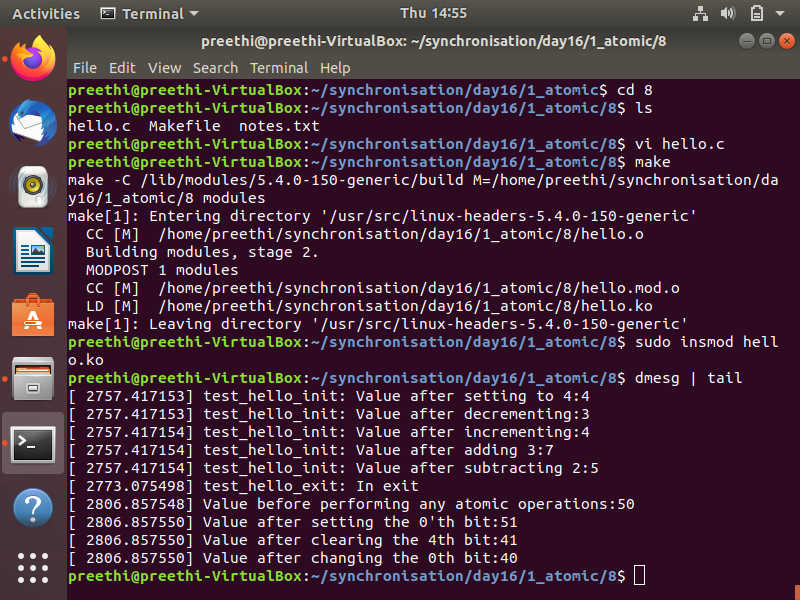 Activities Terminal Thu 14:55
preethi@preethi-VirtualBox: ~/synchronisation/day16/1_atomic/8
File Edit View Search Terminal Help
preethi@preethi-VirtualBox:~/synchronisation/day16/1_atomic$ cd 8
preethi@preethi-VirtualBox:~/synchronisation/day16/1_atomic/8$ ls
hello.c  Makefile  notes.txt
preethi@preethi-VirtualBox:~/synchronisation/day16/1_atomic/8$ vi hello.c
preethi@preethi-VirtualBox:~/synchronisation/day16/1_atomic/8$ make
make -C /lib/modules/5.4.0-150-generic/build M=/home/preethi/synchronisation/da
y16/1_atomic/8 modules
make[1]: Entering directory '/usr/src/linux-headers-5.4.0-150-generic'
  CC [M]  /home/preethi/synchronisation/day16/1_atomic/8/hello.o
  Building modules, stage 2.
  MODPOST 1 modules
  CC [M]  /home/preethi/synchronisation/day16/1_atomic/8/hello.mod.o
  LD [M]  /home/preethi/synchronisation/day16/1_atomic/8/hello.ko
make[1]: Leaving directory '/usr/src/linux-headers-5.4.0-150-generic'
preethi@preethi-VirtualBox:~/synchronisation/day16/1_atomic/8$ sudo insmod hell
o.ko
preethi@preethi-VirtualBox:~/synchronisation/day16/1_atomic/8$ dmesg | tail
[ 2757.417153] test_hello_init: Value after setting to 4:4
[ 2757.417153] test_hello_init: Value after decrementing:3
[ 2757.417154] test_hello_init: Value after incrementing:4
[ 2757.417154] test_hello_init: Value after adding 3:7
[ 2757.417154] test_hello_init: Value after subtracting 2:5
[ 2773.075498] test_hello_exit: In exit
[ 2806.857548] Value before performing any atomic operations:50
[ 2806.857550] Value after setting the 0'th bit:51
[ 2806.857550] Value after clearing the 4th bit:41
[ 2806.857550] Value after changing the 0th bit:40
preethi@preethi-VirtualBox:~/synchronisation/day16/1_atomic/8$